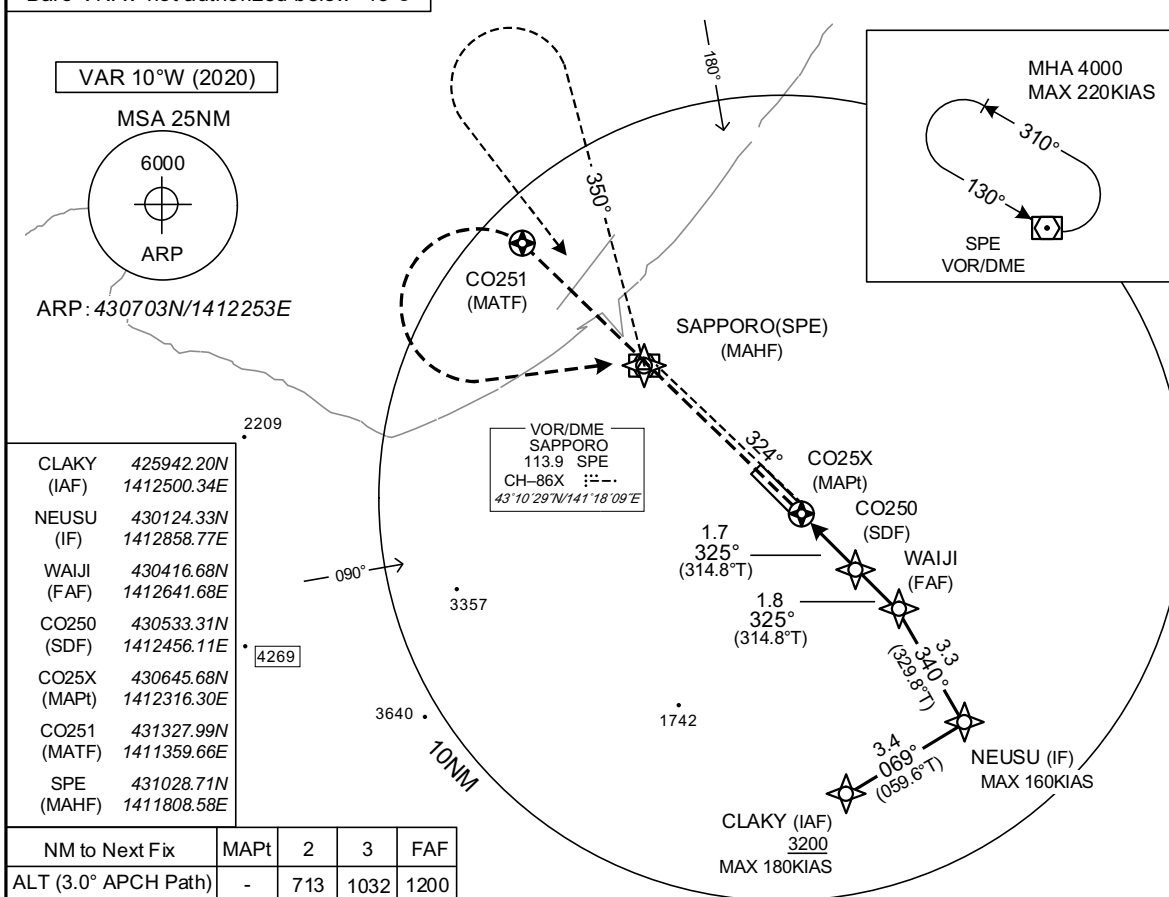 VAR 10°W (2020)
MSA 25NM
6000
ARP
ARP: 430703N/1412253E
180°
350°
MHA 4000
MAX 220KIAS
310°
130°
SPE
VOR/DME
CO251
(MATF)
SAPPORO(SPE)
(MAHF)
2209
VOR/DME
SAPPORO
113.9 SPE
CH–86X
43°10'29"N/141°18'09"E
324°
CO25X
(MAPt)
CO250
(SDF)
WAIJI
(FAF)
1.7
325°
(314.8°T)
1.8
325°
(314.8°T)
090°
3357
4269
3640
1742
10NM
3.3
340°
(329.8°T)
3.4
069°
(059.6°T)
NEUSU (IF)
MAX 160KIAS
CLAKY (IAF)
3200
MAX 180KIAS
CLAKY 425942.20N
(IAF) 1412500.34E
NEUSU 430124.33N
(IF) 1412858.77E
WAIJI 430416.68N
(FAF) 1412641.68E
CO250 430533.31N
(SDF) 1412456.11E
CO25X 430645.68N
(MAPt) 1412316.30E
CO251 431327.99N
(MATF) 1411359.66E
SPE 431028.71N
(MAHF) 1411808.58E
NM to Next Fix MAPt 2 3 FAF
ALT (3.0° APCH Path) - 713 1032 1200